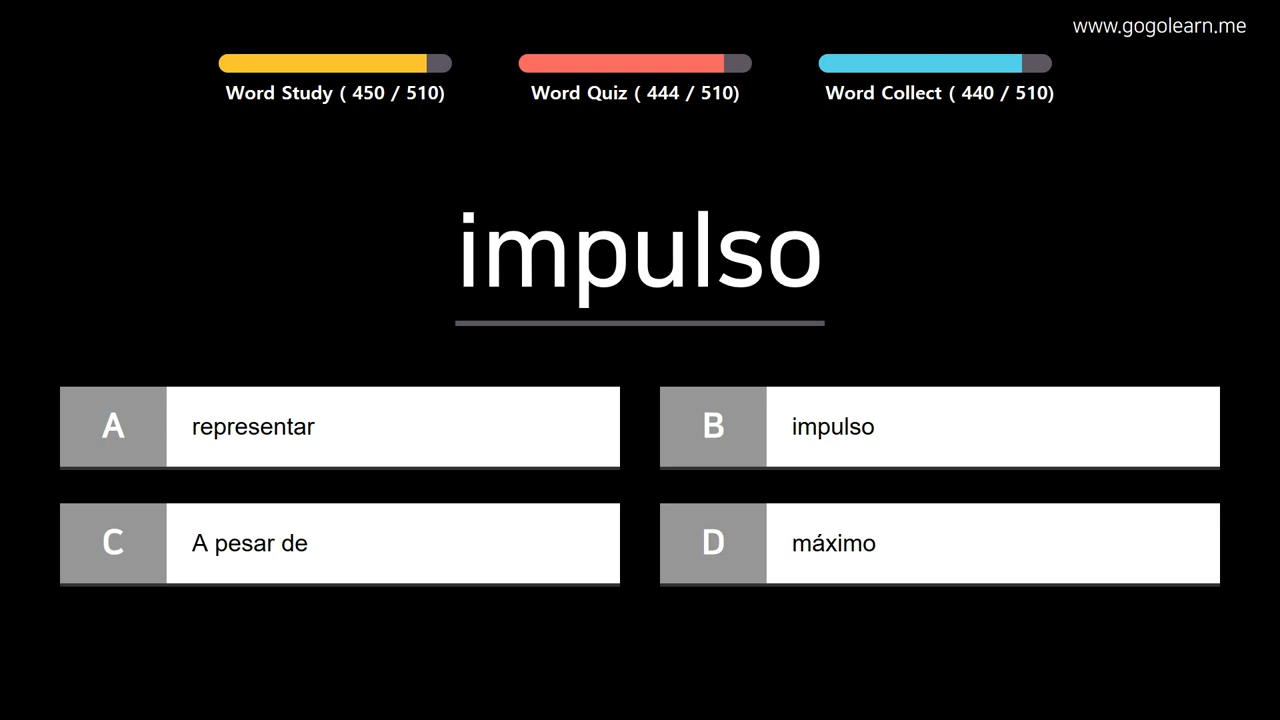 www.gogolearn.me
Word Study ( 450 / 510)
Word Quiz ( 444 / 510)
Word Collect ( 440 / 510)
impulso
A representar
B impulso
C A pesar de
D máximo